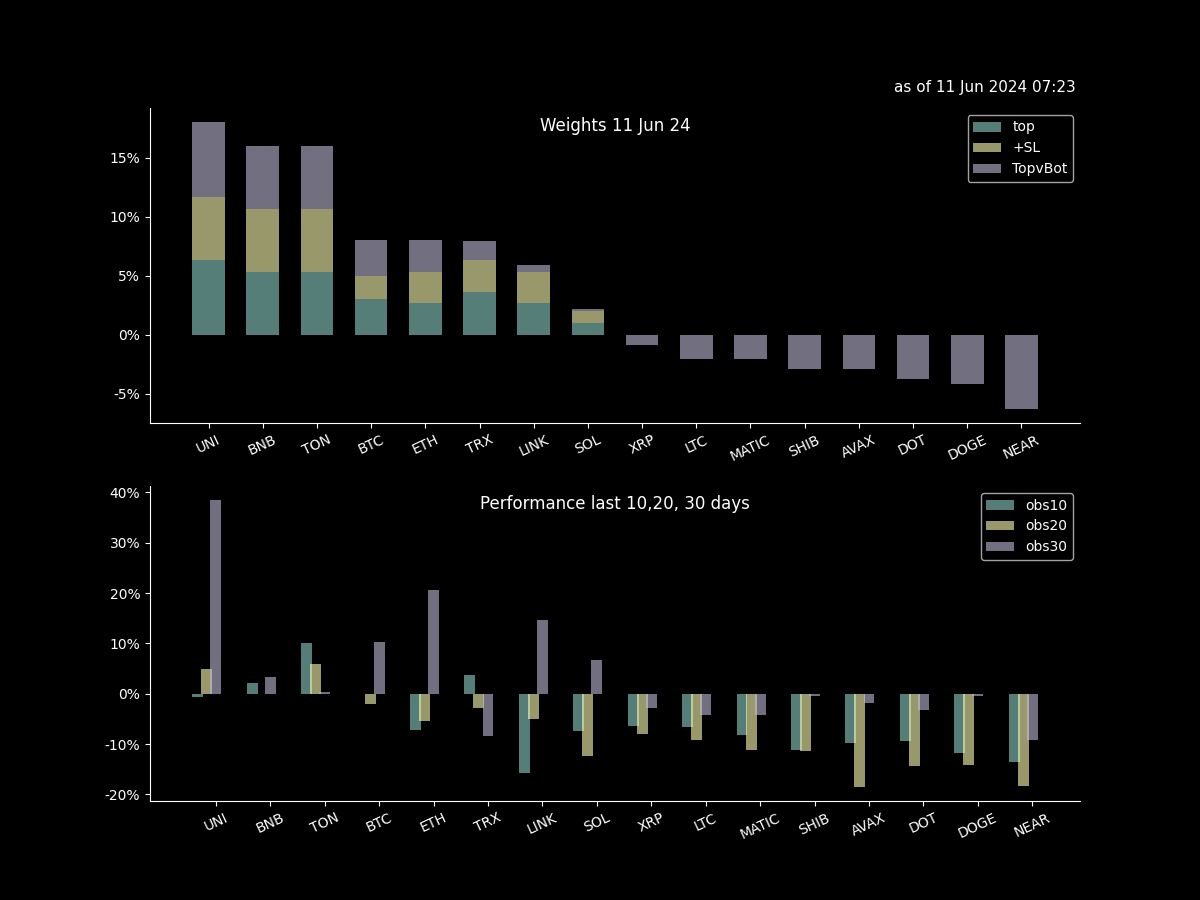 as of 11 Jun 2024 07:23
Weights 11 Jun 24
top
+SL
TopvBot
15%
10%
5%
0%
-5%
UNI BNB TON BTC ETH TRX LINK SOL XRP LTC MATIC SHIB AVAX DOT DOGE NEAR
Performance last 10,20, 30 days
obs10
obs20
obs30
40%
30%
20%
10%
0%
-10%
-20%
UNI BNB TON BTC ETH TRX LINK SOL XRP LTC MATIC SHIB AVAX DOT DOGE NEAR